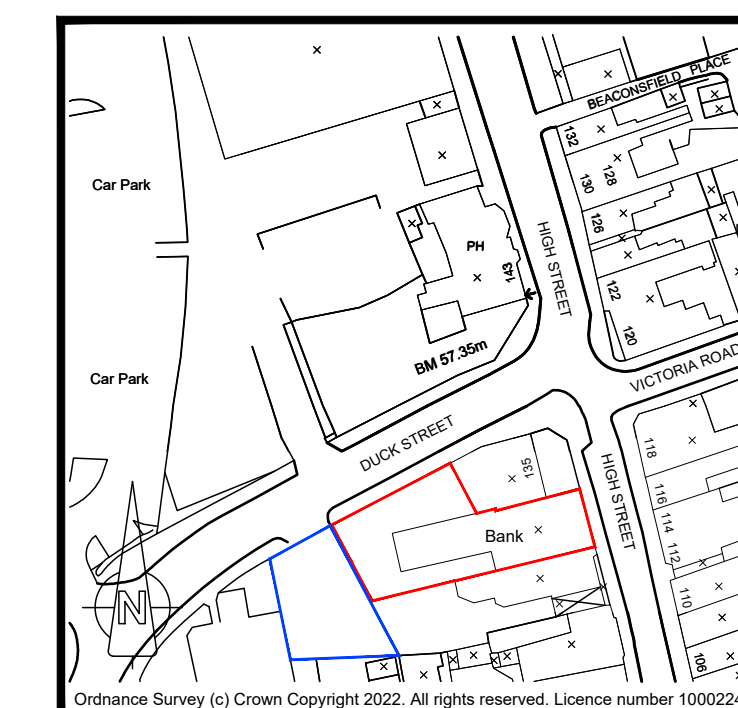 BEACONSFIELD PLACE
132
Car Park
130
128
126
HIGH STREET
PH
143
122
120
BM 57.35m
VICTORIA ROAD
Car Park
DUCK STREET
118
135
HIGH STREET
116
114
112
Bank
110
N
106
Ordnance Survey (c) Crown Copyright 2022. All rights reserved. Licence number 1000224